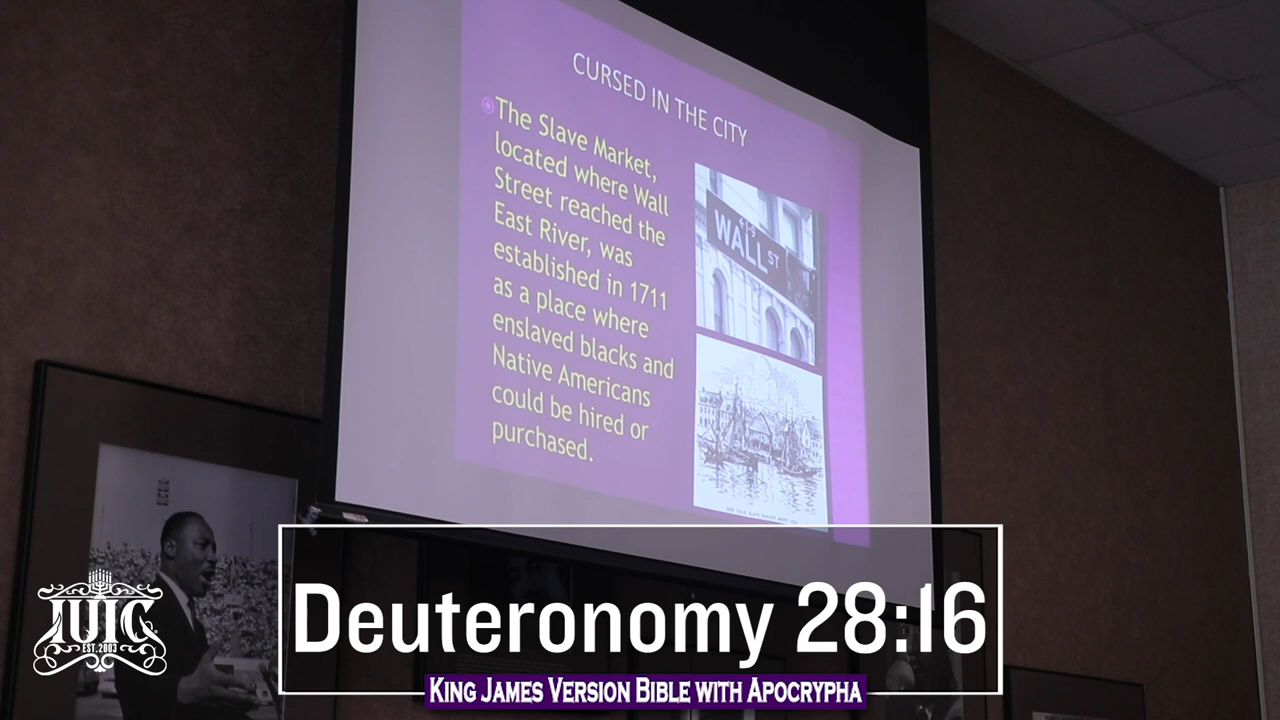 CURSED IN THE CITY
The Slave Market,
located where Wall
Street reached the
East River, was
established in 1711
as a place where
enslaved blacks and
Native Americans
could be hired or
purchased.
WALL ST
IUIC
EST. 2003
Deuteronomy 28:16
King James Version Bible with Apocrypha